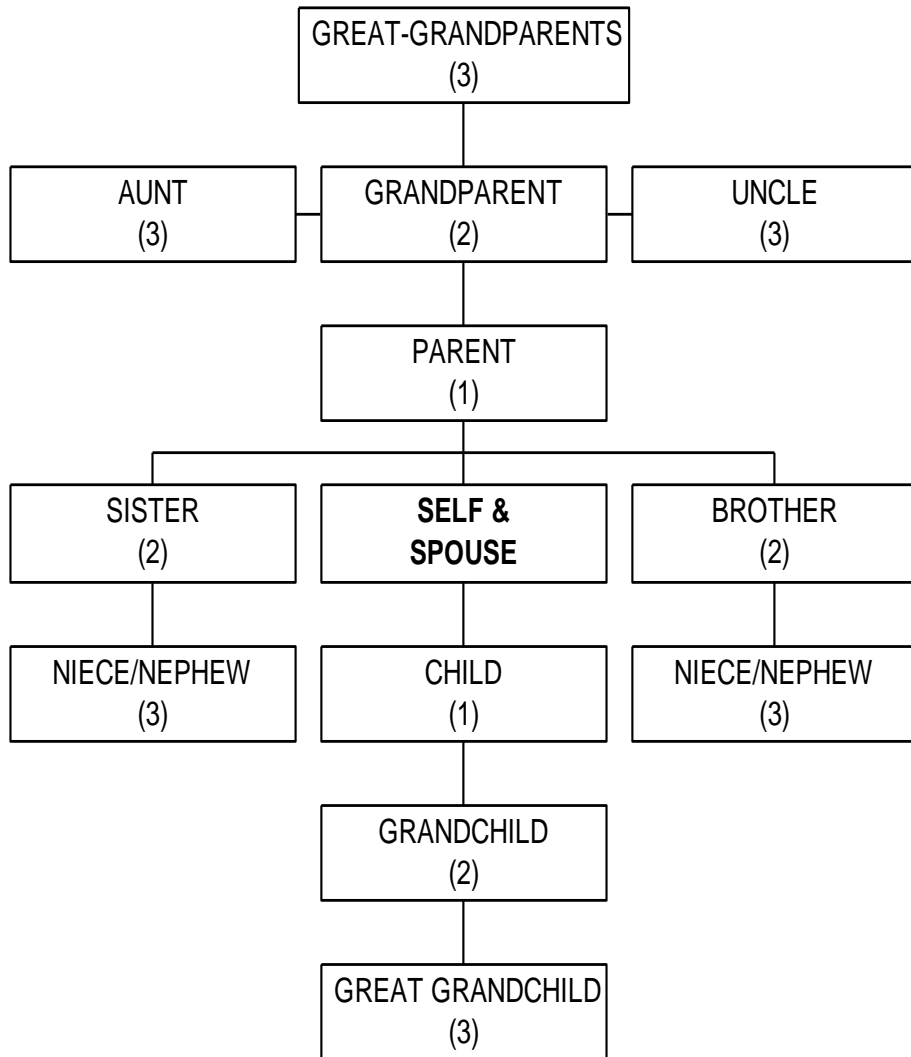 GREAT-GRANDPARENTS
(3)
AUNT
(3)
GRANDPARENT
(2)
UNCLE
(3)
PARENT
(1)
SISTER
(2)
SELF &
SPOUSE
BROTHER
(2)
NIECE/NEPHEW
(3)
CHILD
(1)
NIECE/NEPHEW
(3)
GRANDCHILD
(2)
GREAT GRANDCHILD
(3)